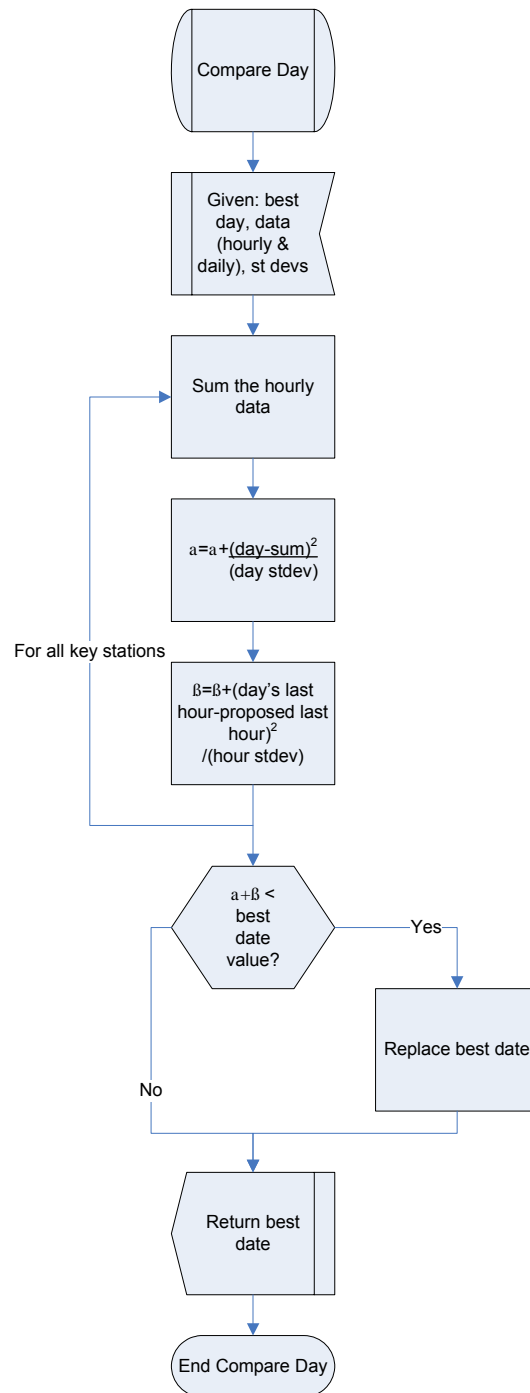 Compare Day
Given: best
day, data
(hourly &
daily), st devs
Sum the hourly
data
a=a+(day-sum)²
(day stdev)
For all key stations
ß=ß+(day's last
hour-proposed last
hour)²
/(hour stdev)
a+ß <
best
date
value?
Yes
Replace best date
No
Return best
date
End Compare Day